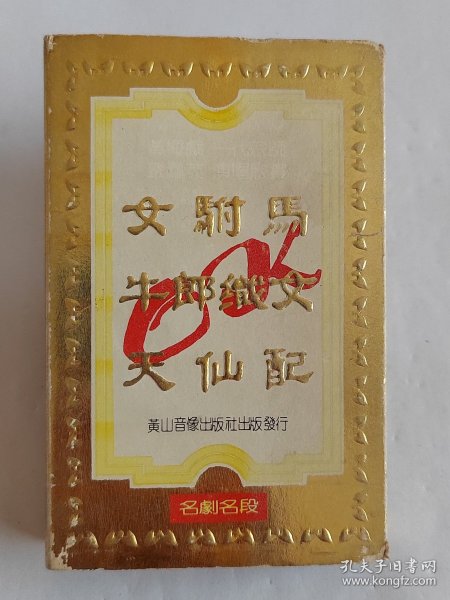 女駙馬
OK
牛郎織女
天仙配
黃山音像出版社出版發行
名劇名段
孔夫子旧书网
www.kongfz.com